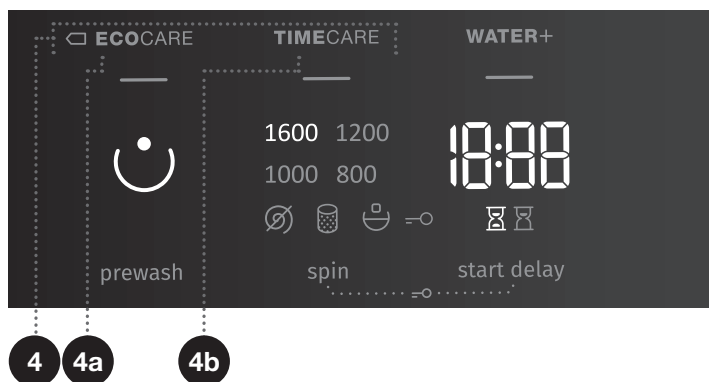 ECOCARE TIMECARE WATER+
1600 1200 18:88
1000 800
prewash spin start delay
4 4a 4b